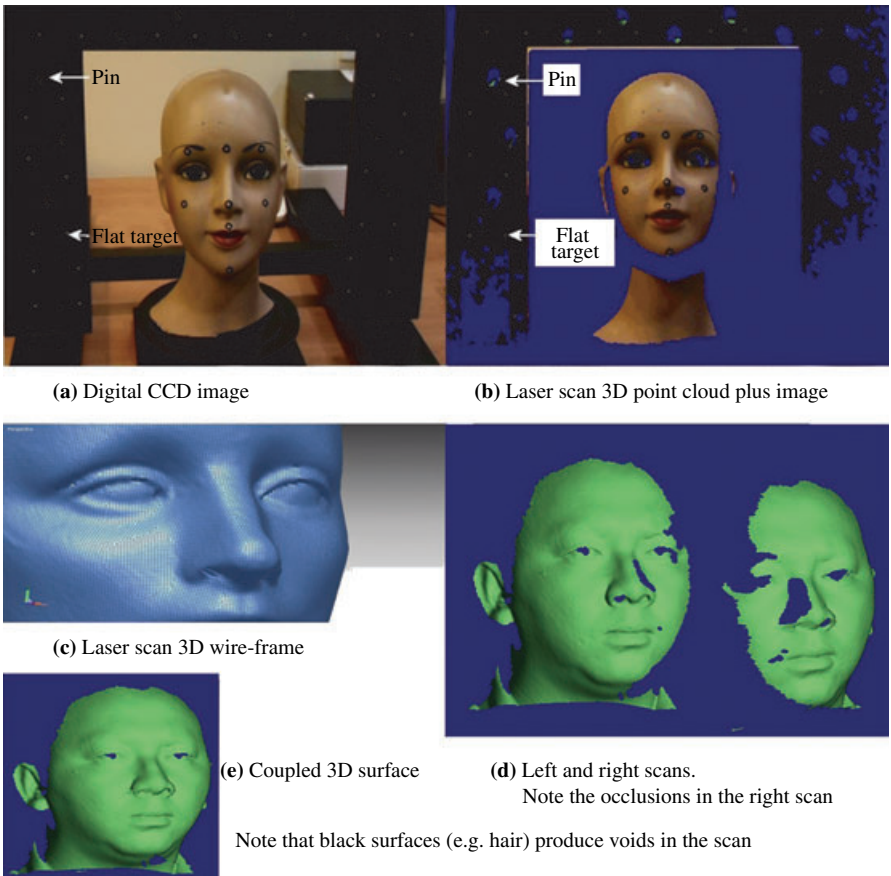 Pin
Flat target
Pin
Flat
target
(a) Digital CCD image
(b) Laser scan 3D point cloud plus image
(c) Laser scan 3D wire-frame
(e) Coupled 3D surface
(d) Left and right scans.
Note the occlusions in the right scan
Note that black surfaces (e.g. hair) produce voids in the scan